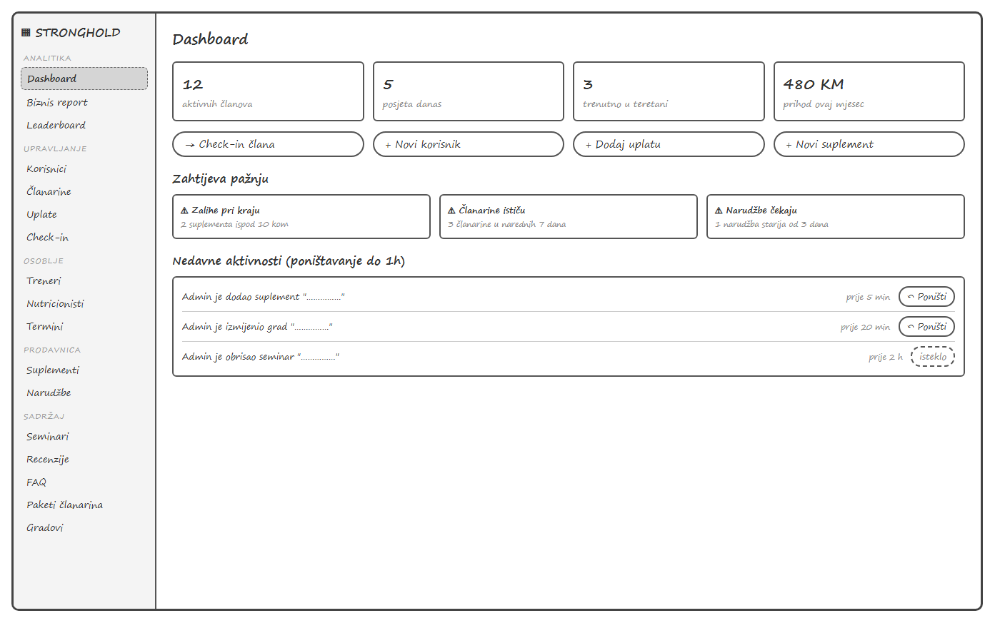 STRONGHOLD
ANALITIKA
Dashboard
Biznis report
Leaderboard
UPRAVLJANJE
Korisnici
Članarine
Uplate
Check-in
OSOBLJE
Treneri
Nutricionisti
Termini
PRODAVNICA
Suplementi
Narudžbe
SADRŽAJ
Seminari
Recenzije
FAQ
Paketi članarina
Gradovi
Dashboard
12
aktivnih članova
5
posjeta danas
3
trenutno u teretani
480 KM
prihod ovaj mjesec
→ Check-in člana
+ Novi korisnik
+ Dodaj uplatu
+ Novi suplement
Zahtijeva pažnju
⚠ Zalihe pri kraju
2 suplementa ispod 10 kom
⚠ Članarine ističu
3 članarine u narednih 7 dana
⚠ Narudžbe čekaju
1 narudžba starija od 3 dana
Nedavne aktivnosti (poništavanje do 1h)
Admin je dodao suplement "..............." prije 5 min ↶ Poništi
Admin je izmijenio grad "..............." prije 20 min ↶ Poništi
Admin je obrisao seminar "..............." prije 2 h isteklo